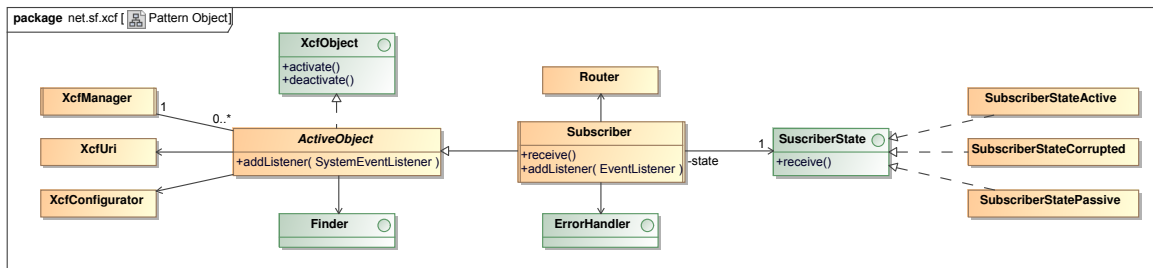 package net.sf.xcf [ Pattern Object]
XcfObject
+activate()
+deactivate()
XcfManager
1
0..*
XcfUri
XcfConfigurator
ActiveObject
+addListener( SystemEventListener )
Finder
Router
Subscriber
+receive()
+addListener( EventListener )
ErrorHandler
-state
1
SuscriberState
+receive()
SubscriberStateActive
SubscriberStateCorrupted
SubscriberStatePassive